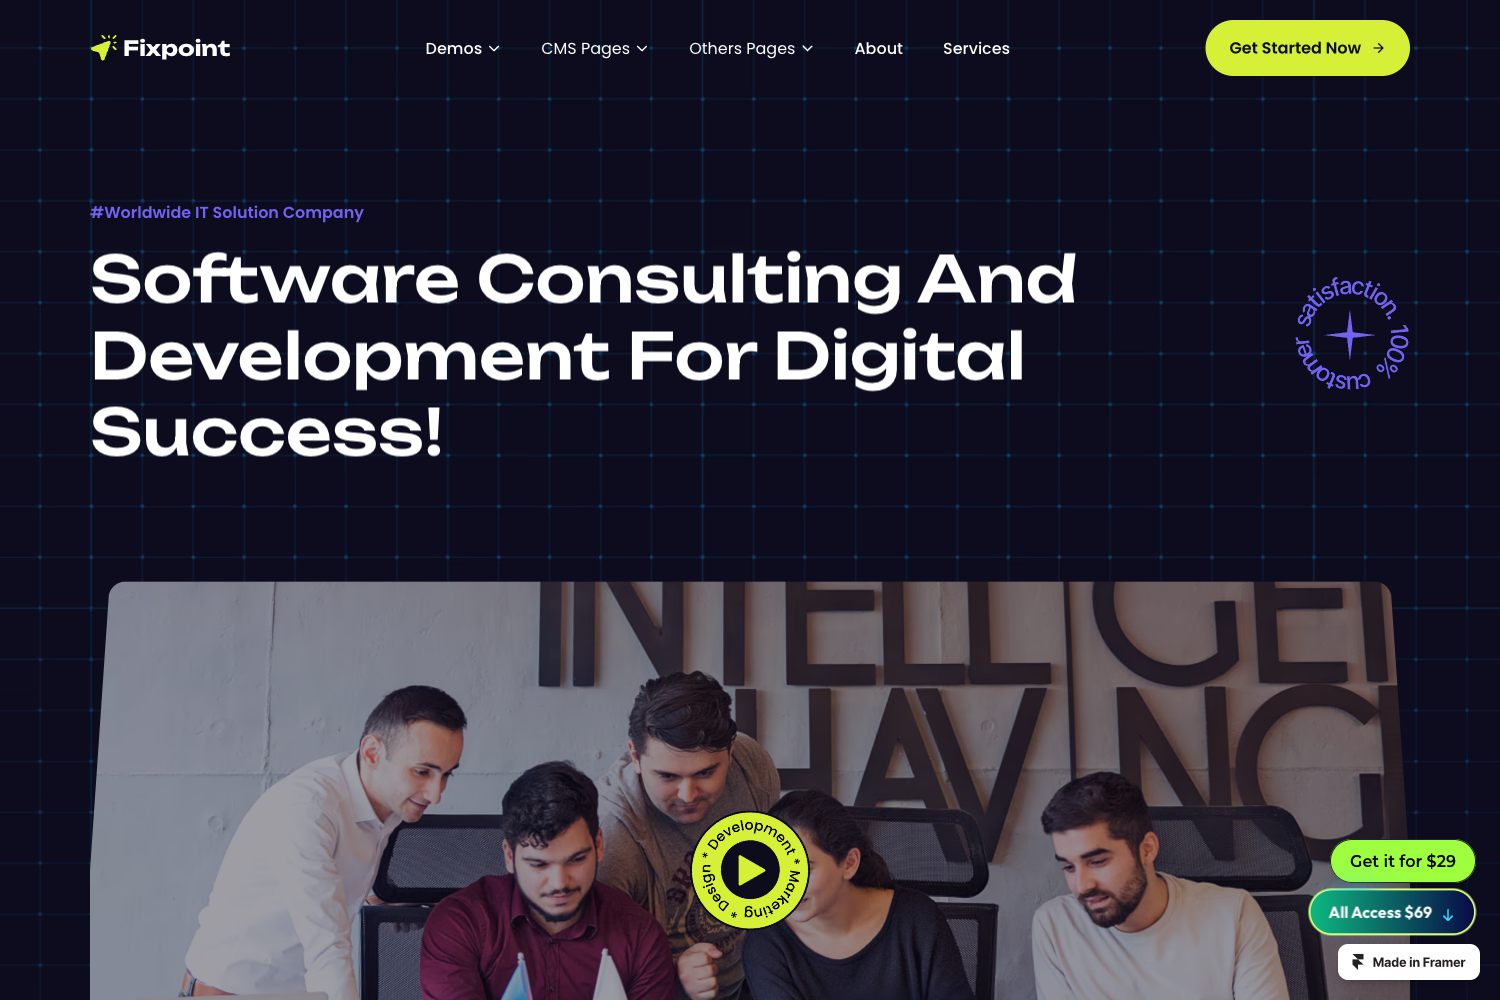 Fixpoint
Demos
CMS Pages
Others Pages
About
Services
Get Started Now
#Worldwide IT Solution Company
Software Consulting And
Development For Digital
Success!
100% customer satisfaction.
INTELLIGE
HAVING
Development * Marketing * Design *
Get it for $29
All Access $69
Made in Framer